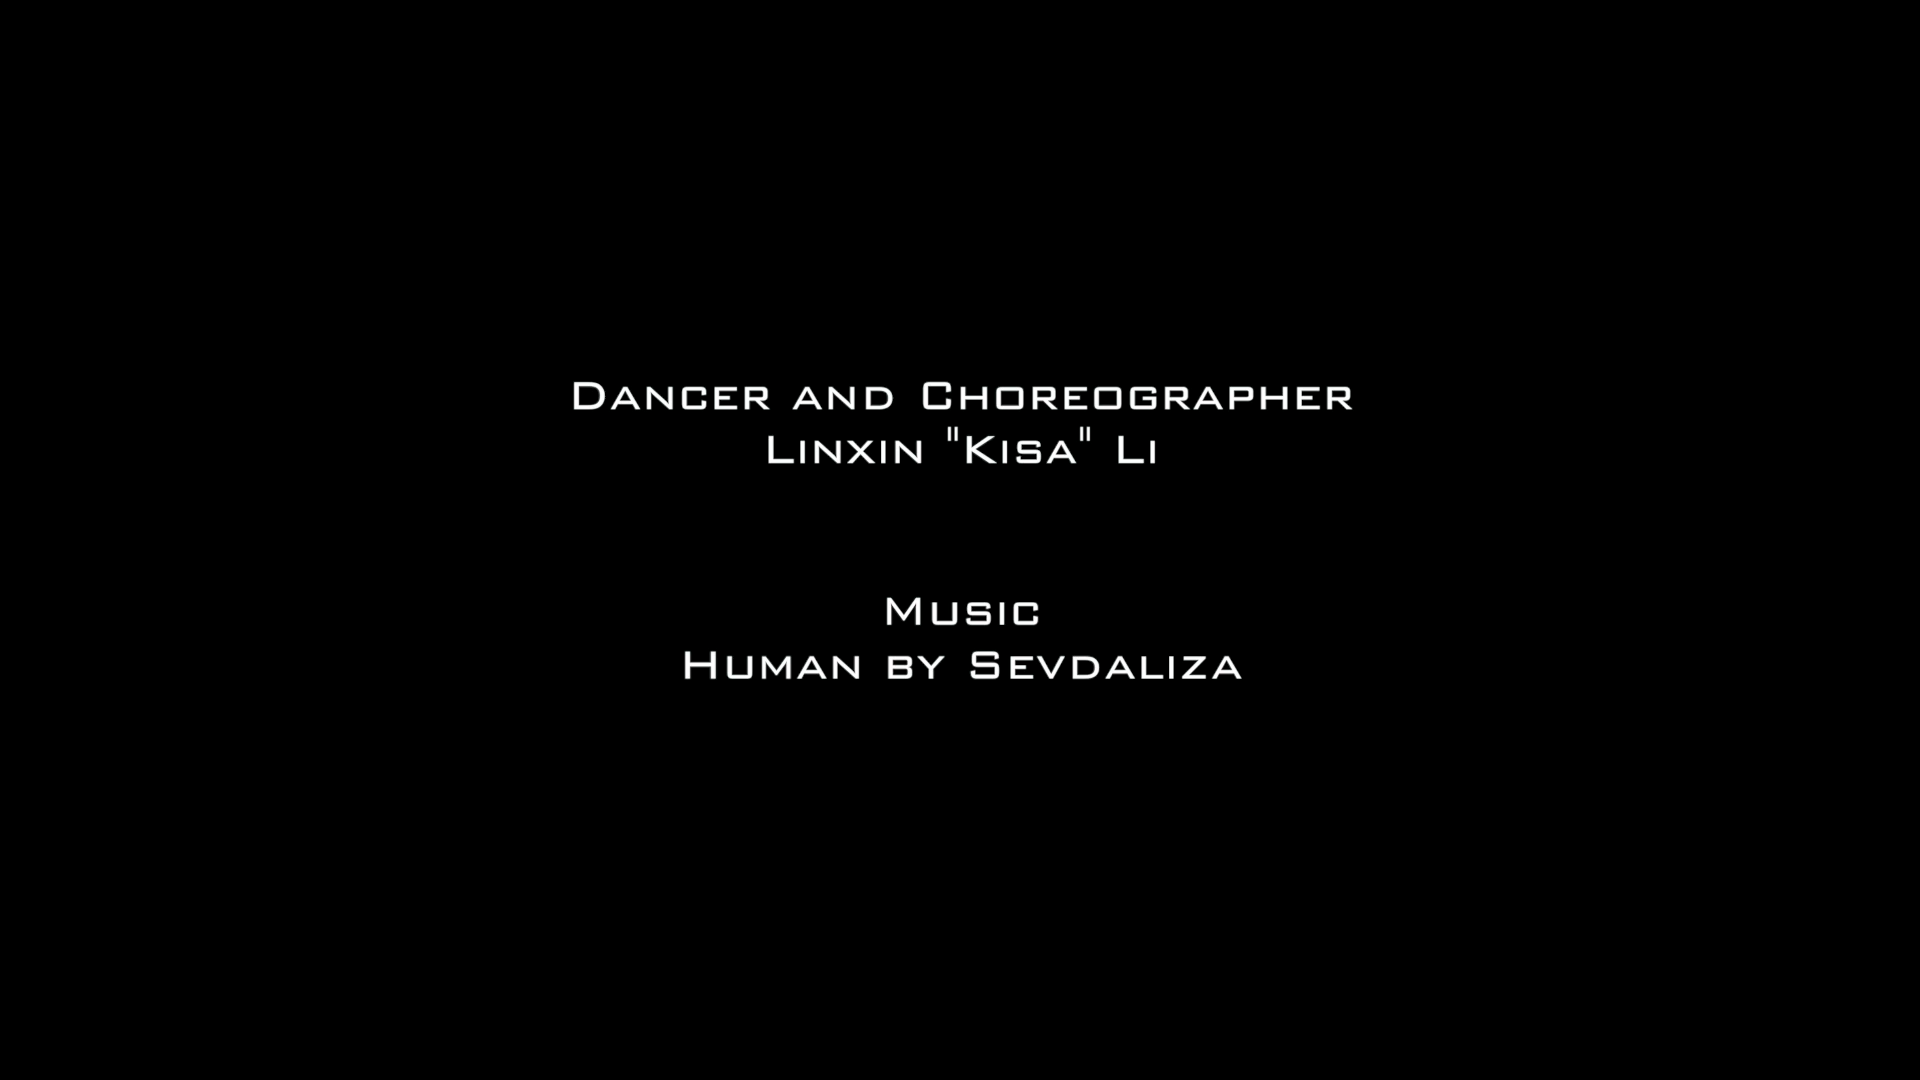 Dancer and Choreographer
Linxin "Kisa" Li
Music
Human by Sevdaliza